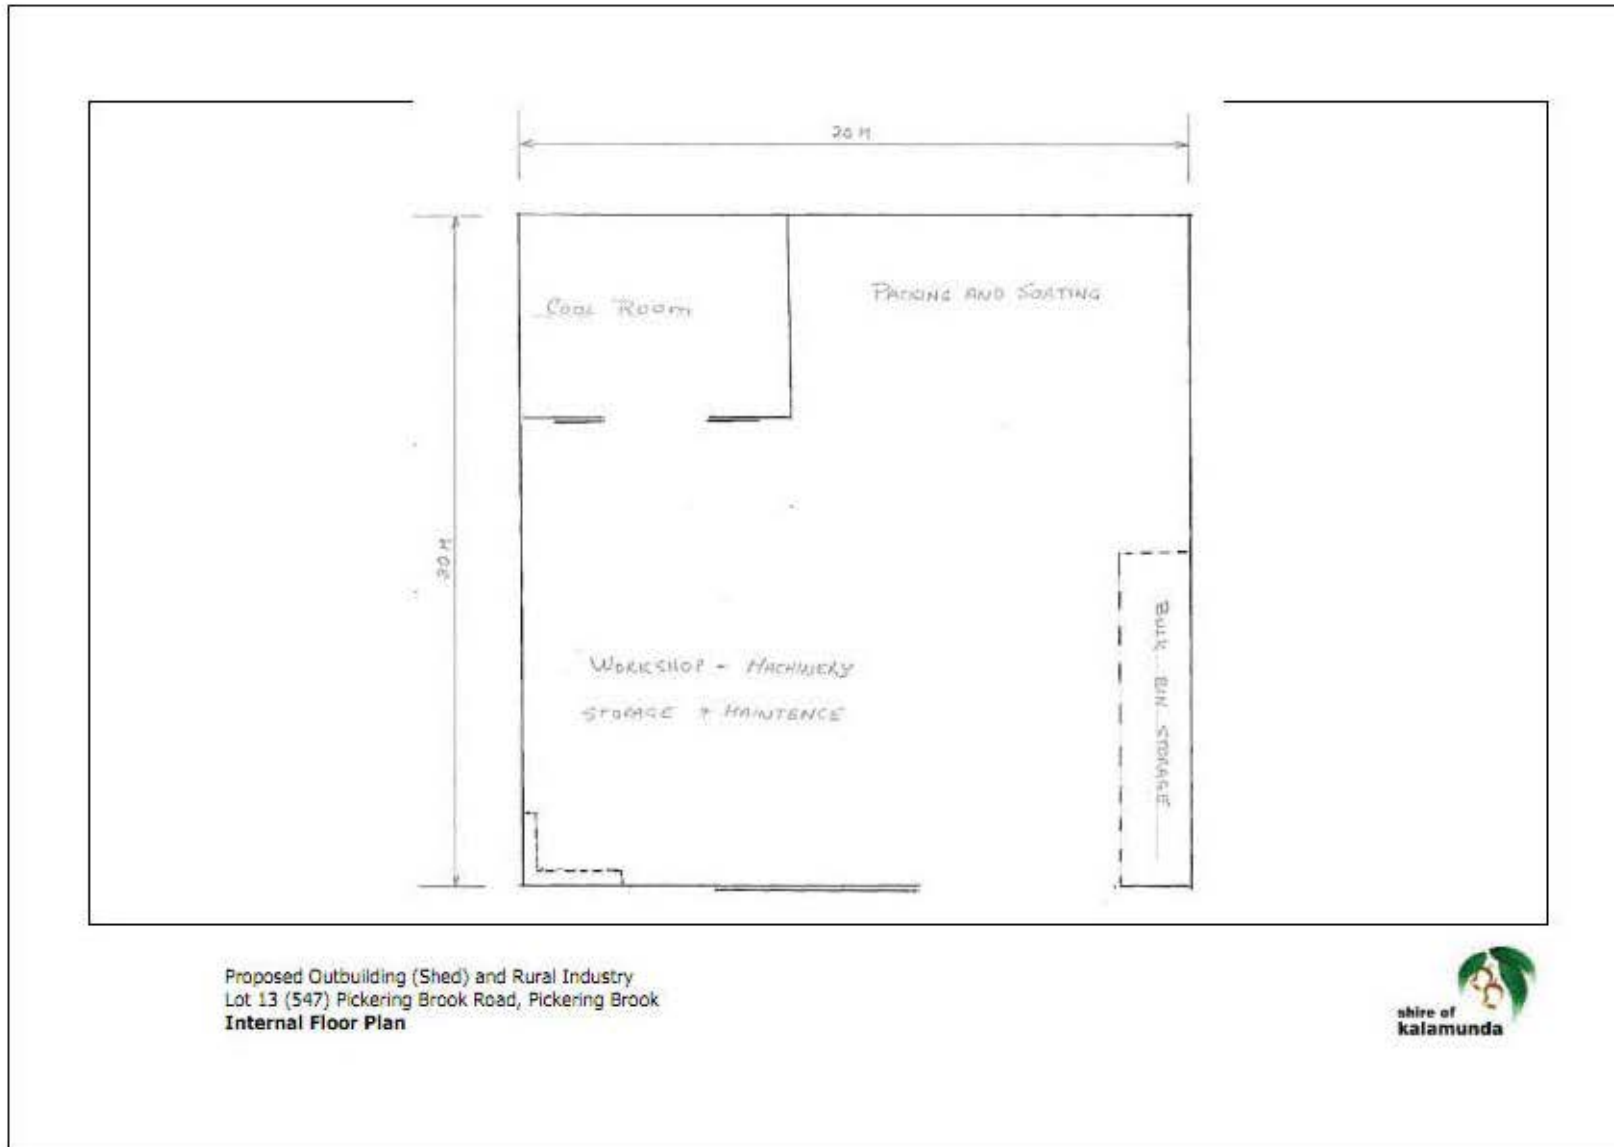 20 M
COOL ROOM
PACKING AND SORTING
20 M
WORKSHOP - MACHINERY
STORAGE & MAINTENCE
BULK BIN STORAGE
Proposed Outbuilding (Shed) and Rural Industry
Lot 13 (547) Pickering Brook Road, Pickering Brook
Internal Floor Plan
shire of
kalamunda